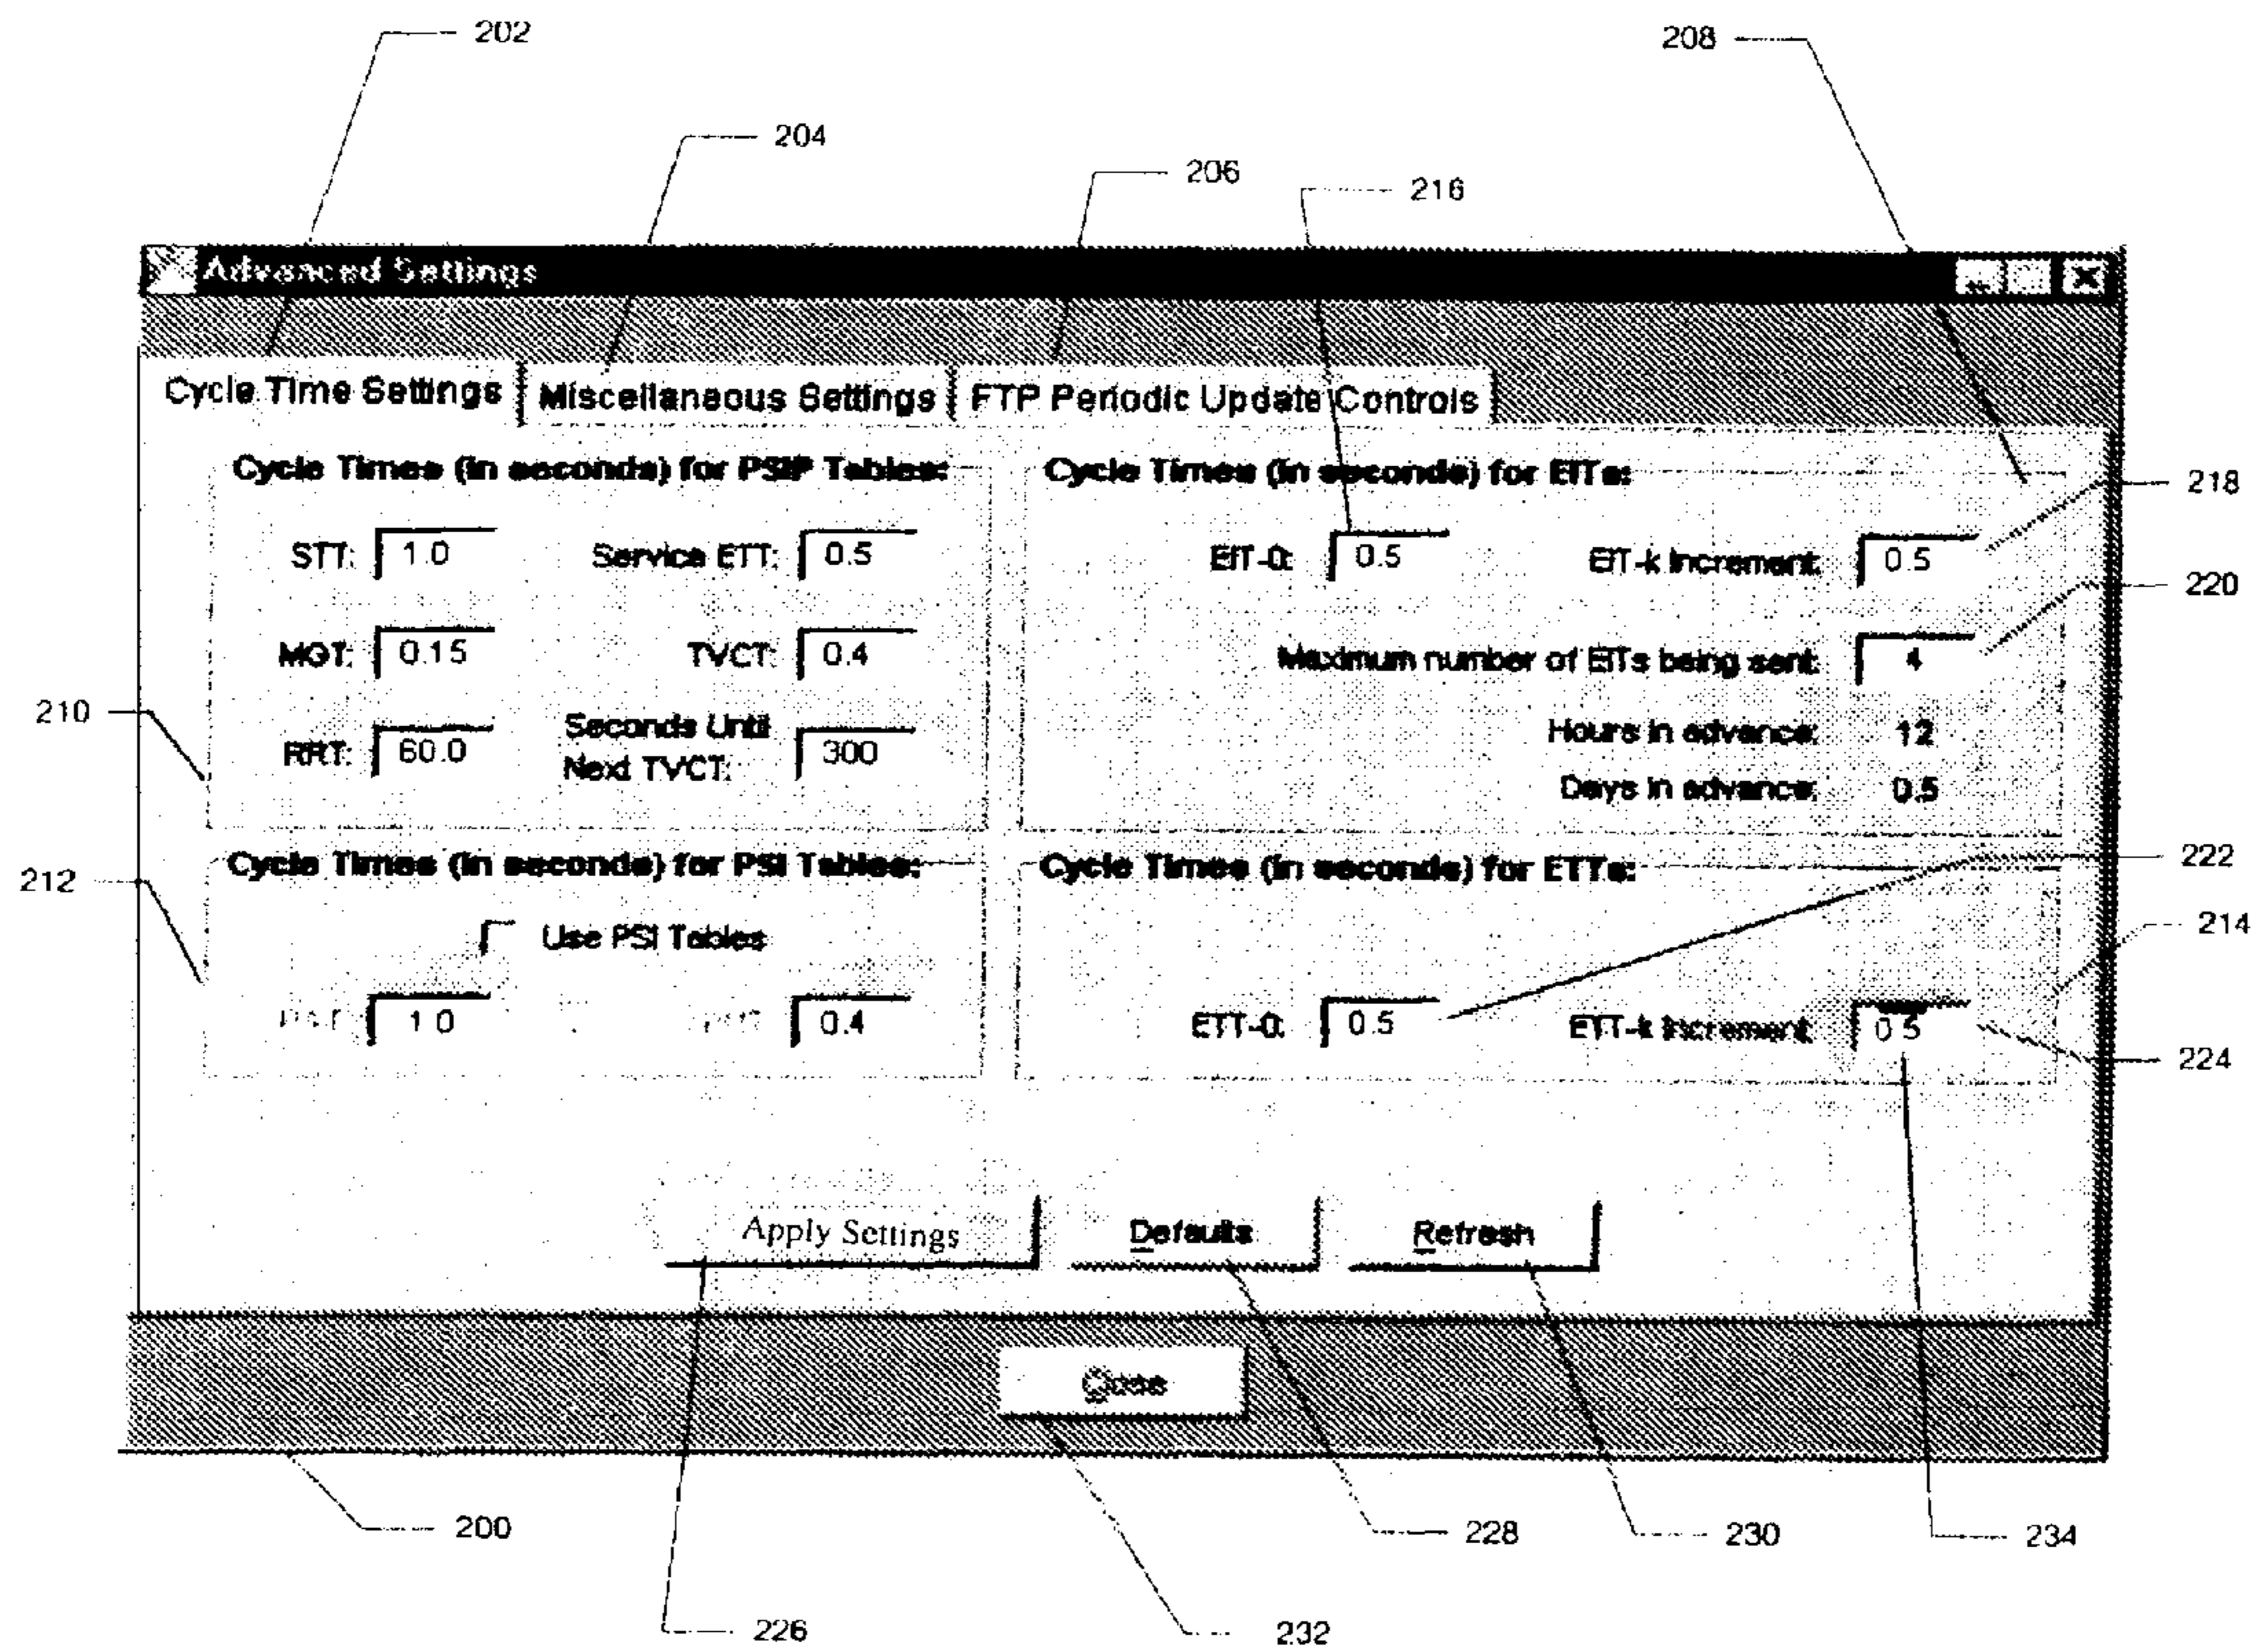 202
208
204
206
216
Advanced Settings
Cycle Time Settings
Miscellaneous Settings
FTP Periodic Update Controls
Cycle Times (in seconds) for PSIP Tables:
STT: 1.0
Service ETT: 0.5
MGT: 0.15
TVCT: 0.4
RRT: 60.0
Seconds Until
Next TVCT: 300
Cycle Times (in seconds) for EITs:
EIT-0: 0.5
EIT-k Increment: 0.5
Maximum number of EITs being sent: 4
Hours in advance: 12
Days in advance: 0.5
218
220
210
212
Cycle Times (in seconds) for PSI Tables:
Use PSI Tables
1.0
0.4
Cycle Times (in seconds) for ETTs:
ETT-0: 0.5
ETT-k Increment: 0.5
222
214
224
Apply Settings
Defaults
Refresh
Close
200
228
230
234
226
232